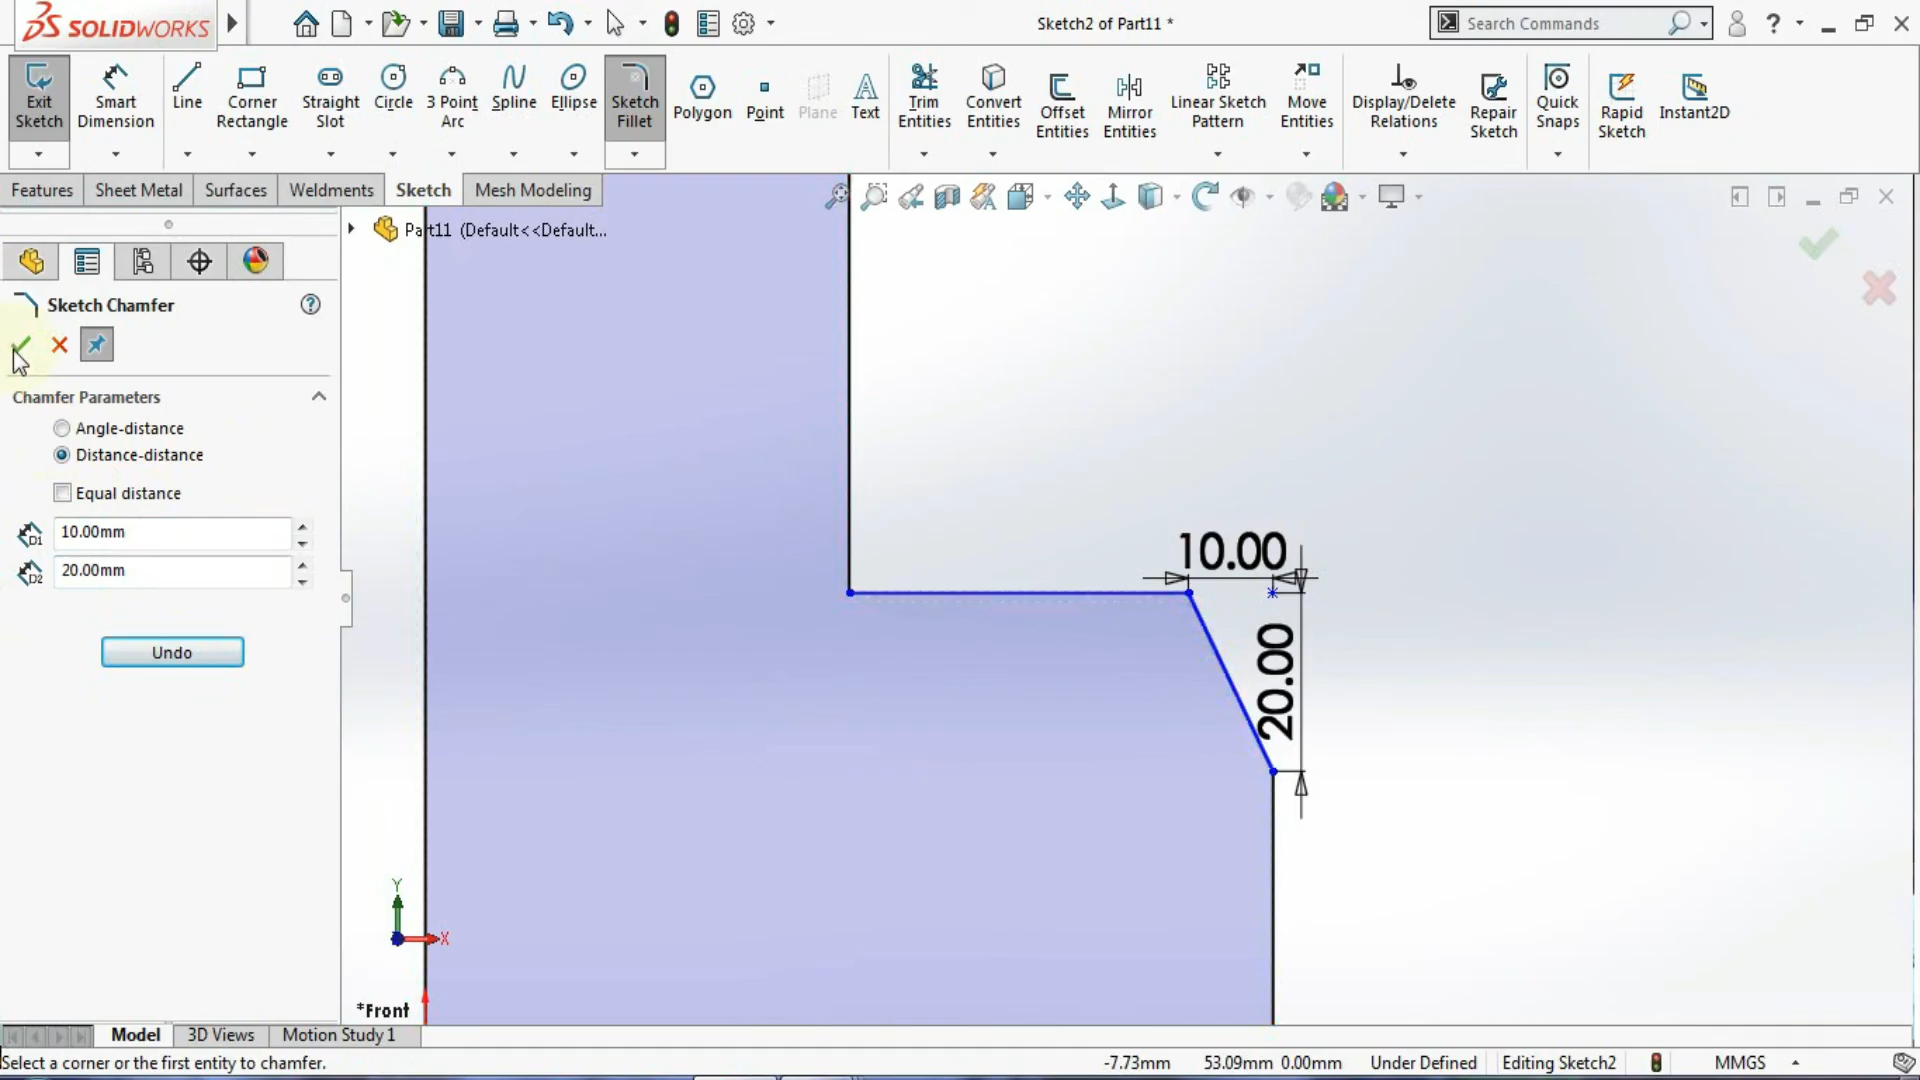 SOLIDWORKS
Sketch2 of Part11 *
Search Commands
?
Exit Sketch
Smart Dimension
Line
Corner Rectangle
Straight Slot
Circle
3 Point Arc
Spline
Ellipse
Sketch Fillet
Polygon
Point
Plane
Text
Trim Entities
Convert Entities
Offset Entities
Mirror Entities
Linear Sketch Pattern
Move Entities
Display/Delete Relations
Repair Sketch
Quick Snaps
Rapid Sketch
Instant2D
Features
Sheet Metal
Surfaces
Weldments
Sketch
Mesh Modeling
Part11 (Default<<Default...
Sketch Chamfer
?
Chamfer Parameters
Angle-distance
Distance-distance
Equal distance
D1
10.00mm
D2
20.00mm
Undo
10.00
20.00
Y
X
*Front
Model
3D Views
Motion Study 1
Select a corner or the first entity to chamfer.
-7.73mm
53.09mm 0.00mm
Under Defined
Editing Sketch2
MMGS